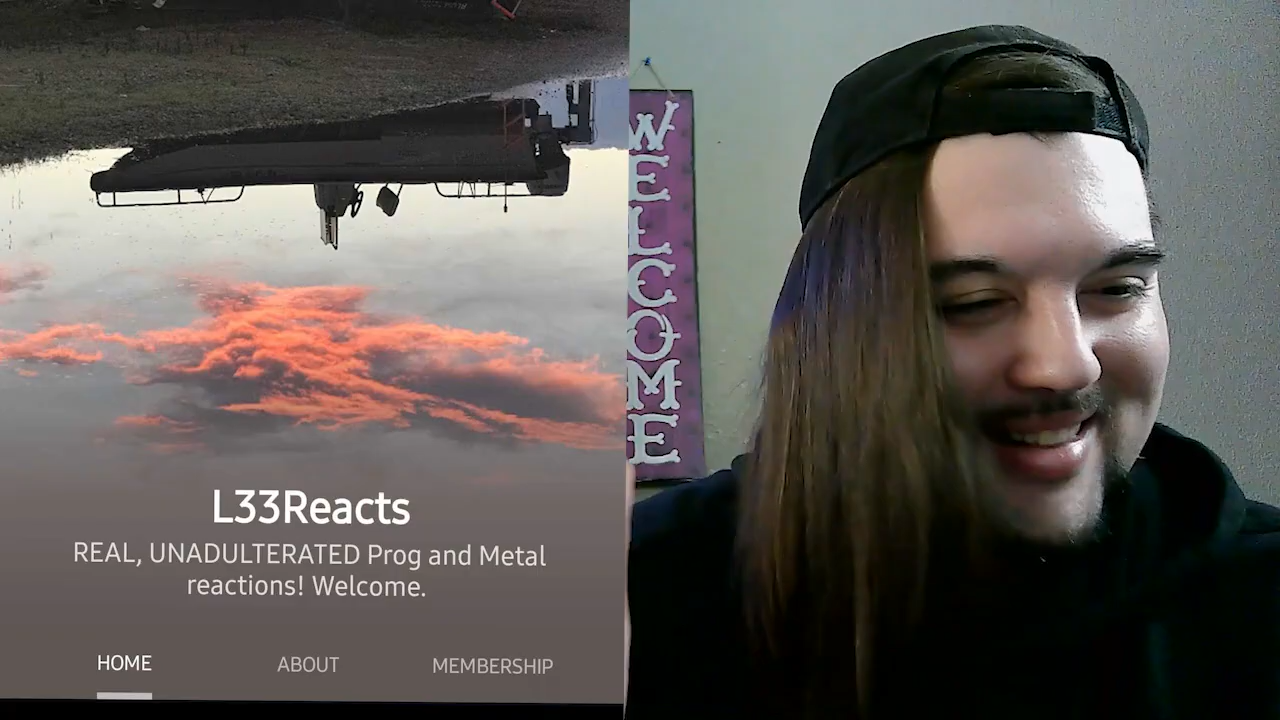 L33Reacts
REAL, UNADULTERATED Prog and Metal
reactions! Welcome.
HOME
ABOUT
MEMBERSHIP
WELCOME